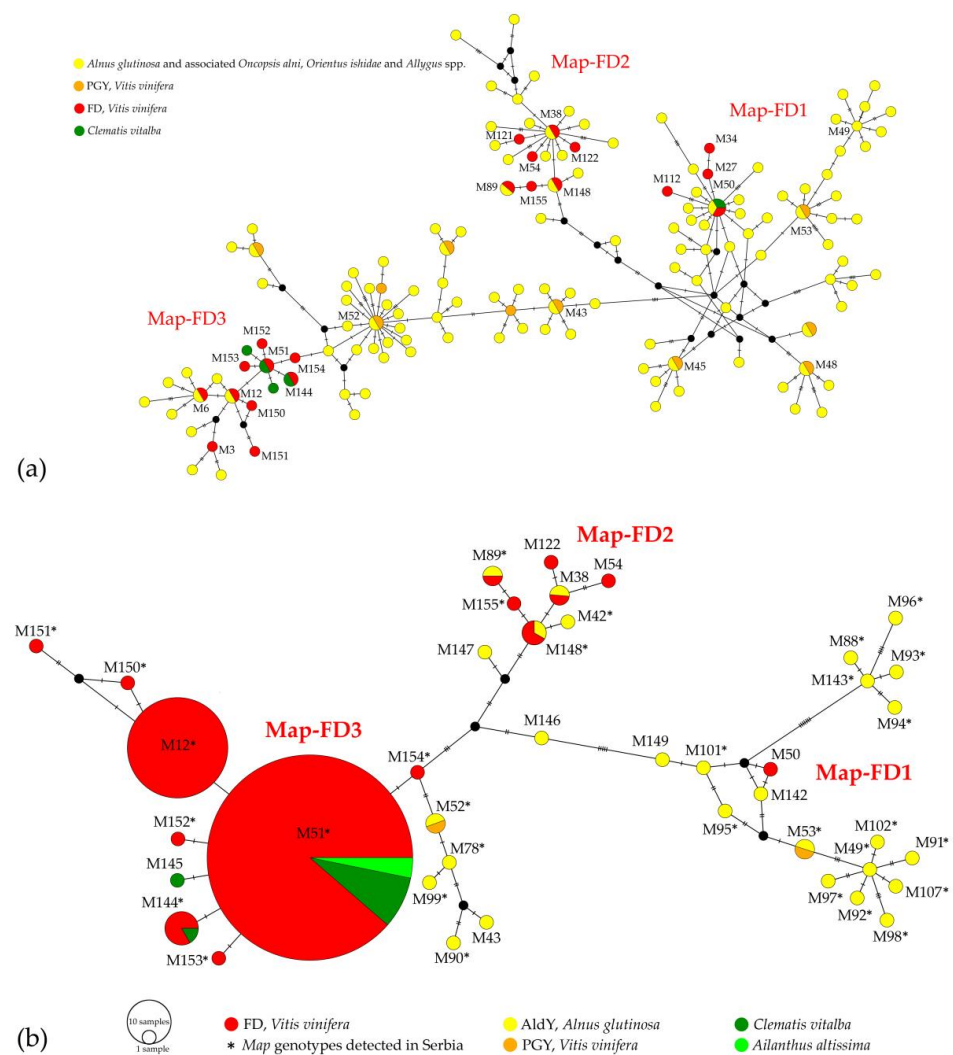 (a)
Alnus glutinosa and associated Oncopsis alni, Orientus ishidae and Allygus spp.
PGY, Vitis vinifera
FD, Vitis vinifera
Clematis vitalba
Map-FD2
Map-FD1
M38
M121
M54
M122
M89
M155
M148
M34
M27
M112
M50
M49
M53
Map-FD3
M52
M43
M45
M48
M152
M51
M153
M154
M144
M6
M12
M150
M3
M151
(b)
Map-FD2
M122
M89*
M38
M54
M155*
M42*
M147
M148*
M96*
M88*
M93*
M143*
M94*
M151*
M150*
Map-FD3
M12*
M146
M149
M101*
M50
Map-FD1
M154*
M142
M51*
M52*
M95*
M53*
M102*
M49*
M91*
M152*
M78*
M145
M99*
M97*
M107*
M144*
M92*
M43
M98*
M90*
M153*
10 samples
1 sample
FD, Vitis vinifera
AldY, Alnus glutinosa
Clematis vitalba
* Map genotypes detected in Serbia
PGY, Vitis vinifera
Ailanthus altissima